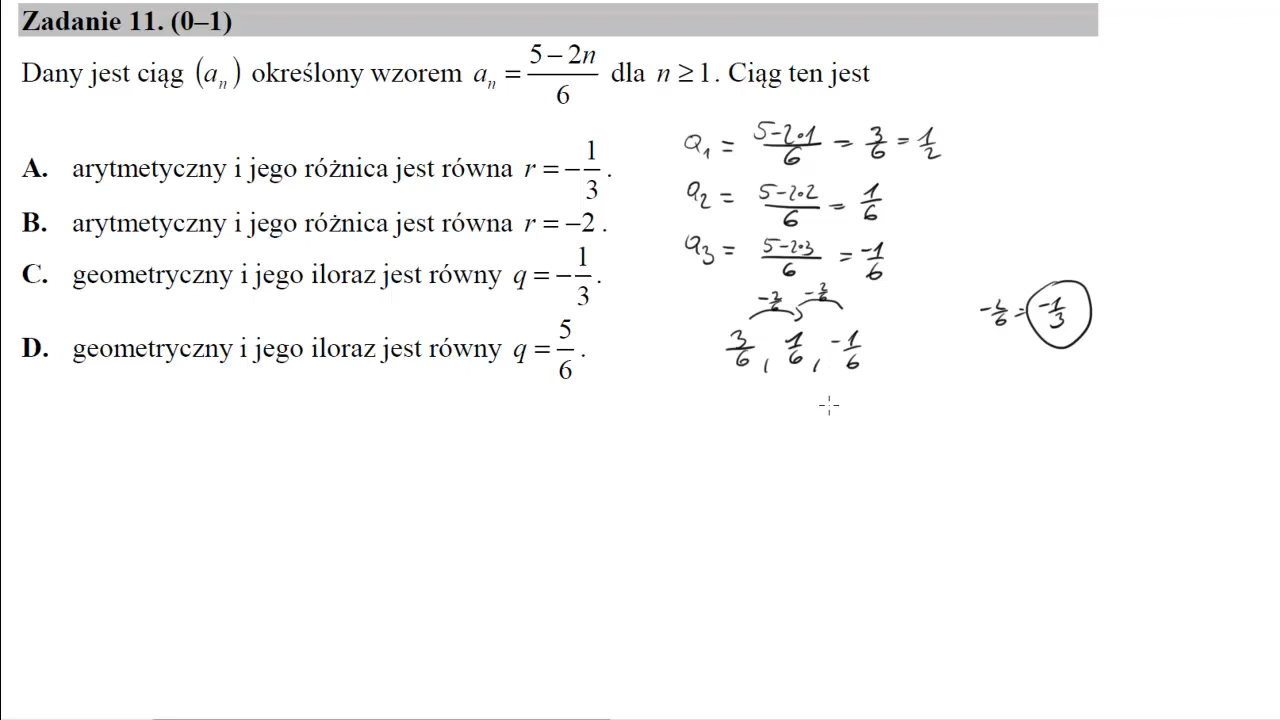 Zadanie 11. (0–1)
Dany jest ciąg (aₙ) określony wzorem aₙ = (5 – 2n)/6 dla n ≥ 1. Ciąg ten jest
A. arytmetyczny i jego różnica jest równa r = –1/3.
B. arytmetyczny i jego różnica jest równa r = –2.
C. geometryczny i jego iloraz jest równy q = –1/3.
D. geometryczny i jego iloraz jest równy q = 5/6.
a₁ = (5–2•1)/6 = 3/6 = 1/2
a₂ = (5–2•2)/6 = 1/6
a₃ = (5–2•3)/6 = –1/6
–2/6 –2/6
3/6, 1/6, –1/6
–2/6 = –1/3